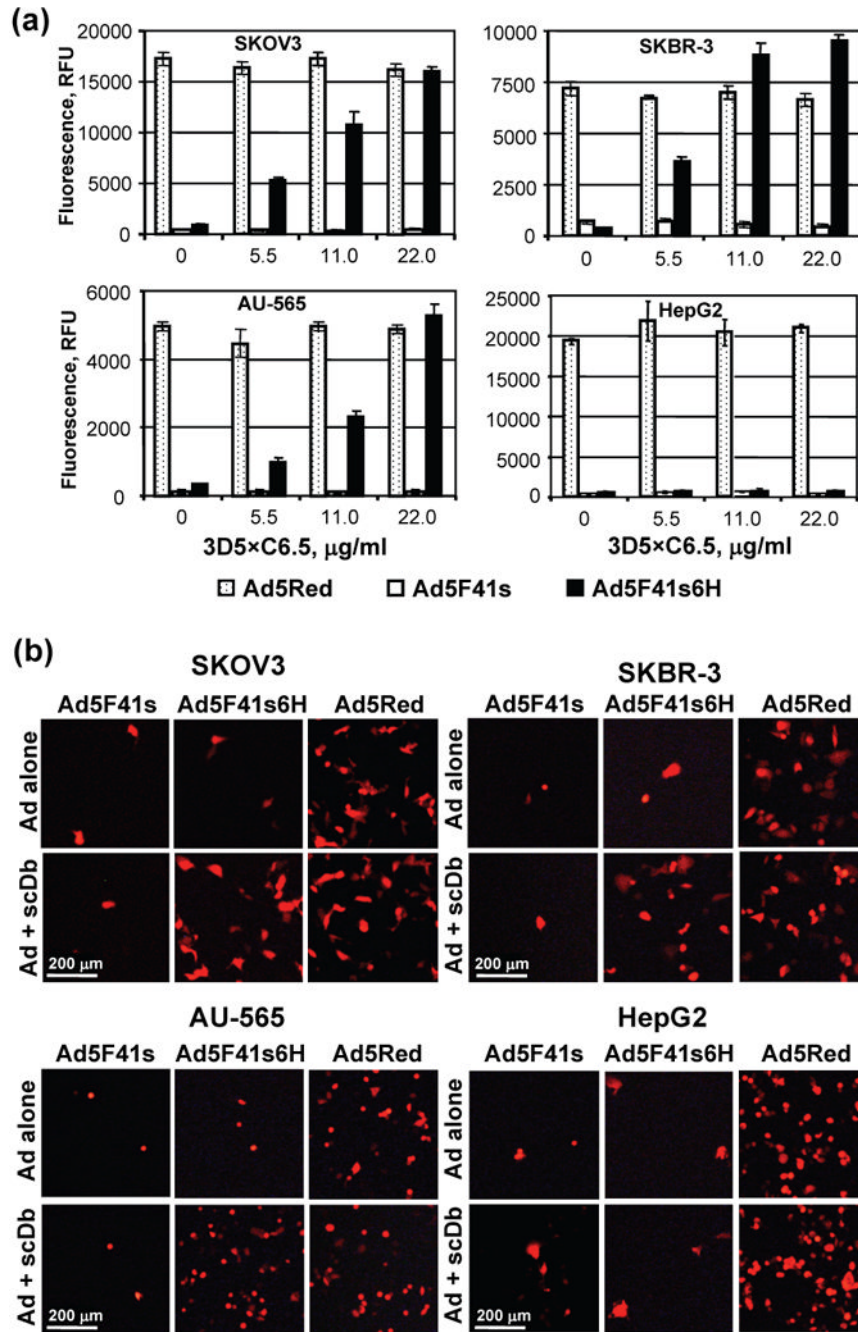 (a)
SKOV3
SKBR-3
Fluorescence, RFU
20000
15000
10000
5000
0
0 5.5 11.0 22.0
10000
7500
5000
2500
0
0 5.5 11.0 22.0
AU-565
HepG2
Fluorescence, RFU
6000
4000
2000
0
0 5.5 11.0 22.0
25000
20000
15000
10000
5000
0
0 5.5 11.0 22.0
3D5×C6.5, μg/ml
3D5×C6.5, μg/ml
Ad5Red Ad5F41s Ad5F41s6H
(b)
SKOV3
Ad5F41s Ad5F41s6H Ad5Red
Ad alone
Ad + scDb
200 μm
SKBR-3
Ad5F41s Ad5F41s6H Ad5Red
Ad alone
Ad + scDb
200 μm
AU-565
Ad5F41s Ad5F41s6H Ad5Red
Ad alone
Ad + scDb
200 μm
HepG2
Ad5F41s Ad5F41s6H Ad5Red
Ad alone
Ad + scDb
200 μm